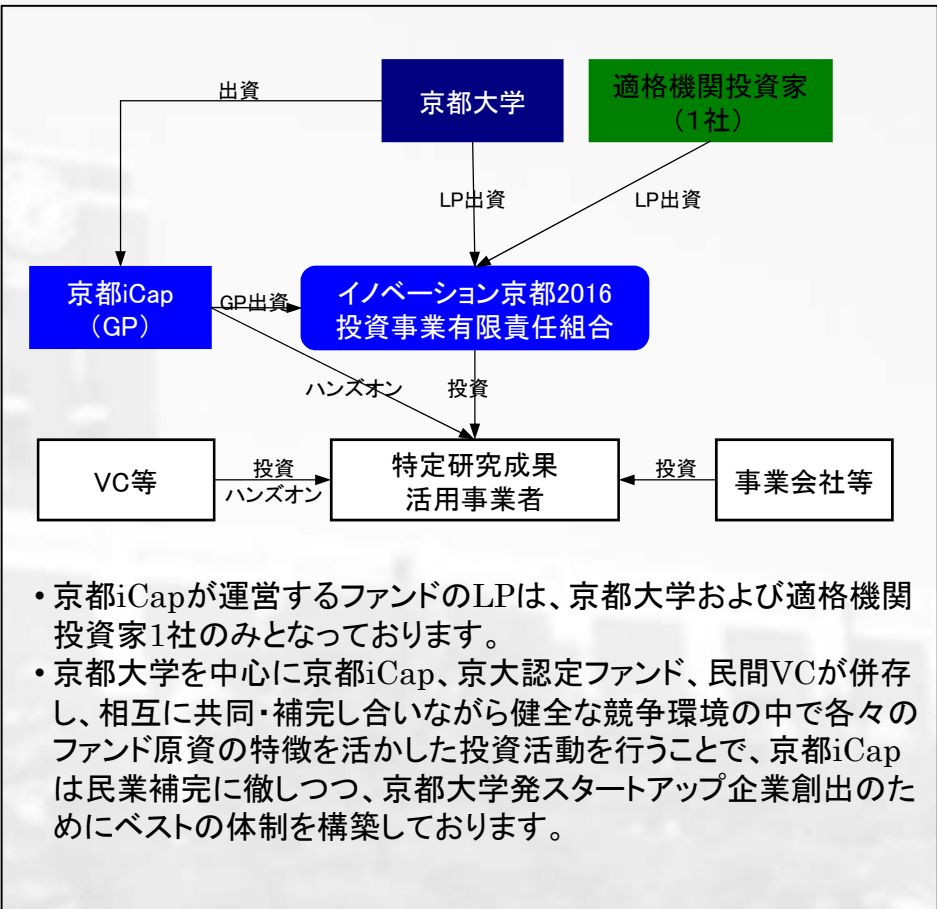 出資
京都大学
適格機関投資家
（1社）
LP出資
LP出資
京都iCap
（GP）
GP出資
イノベーション京都2016
投資事業有限責任組合
ハンズオン
投資
VC等
投資
ハンズオン
特定研究成果
活用事業者
投資
事業会社等
•京都iCapが運営するファンドのLPは、京都大学および適格機関
投資家1社のみとなっております。
•京都大学を中心に京都iCap、京大認定ファンド、民間VCが併存
し、相互に共同・補完し合いながら健全な競争環境の中で各々の
ファンド原資の特徴を活かした投資活動を行うことで、京都iCap
は民業補完に徹しつつ、京都大学発スタートアップ企業創出のた
めにベストの体制を構築しております。